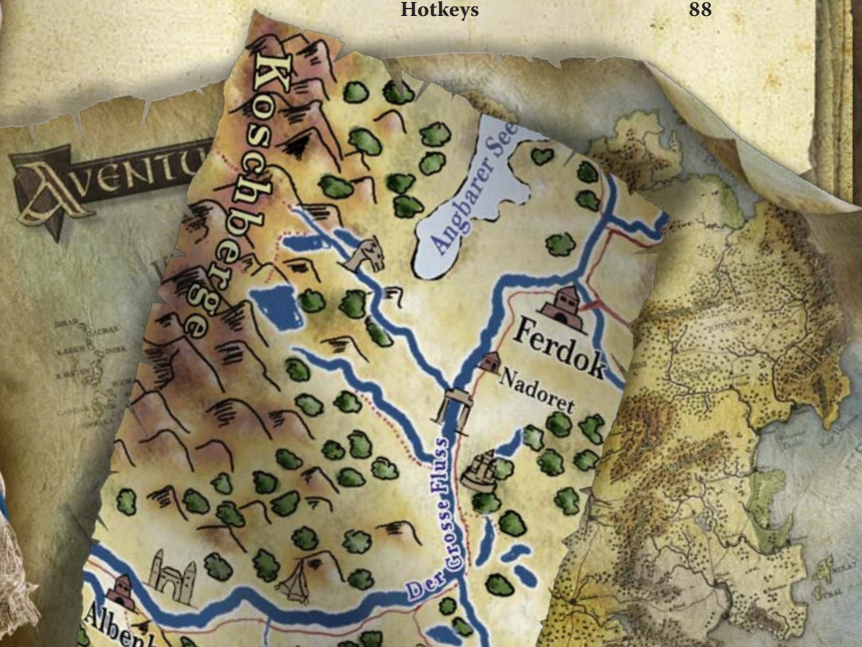 Hotkeys 88
Koschberge
AVENTU
Angbarer See
Ferdok
Nadoret
Der Grosse Fluss
Albenh